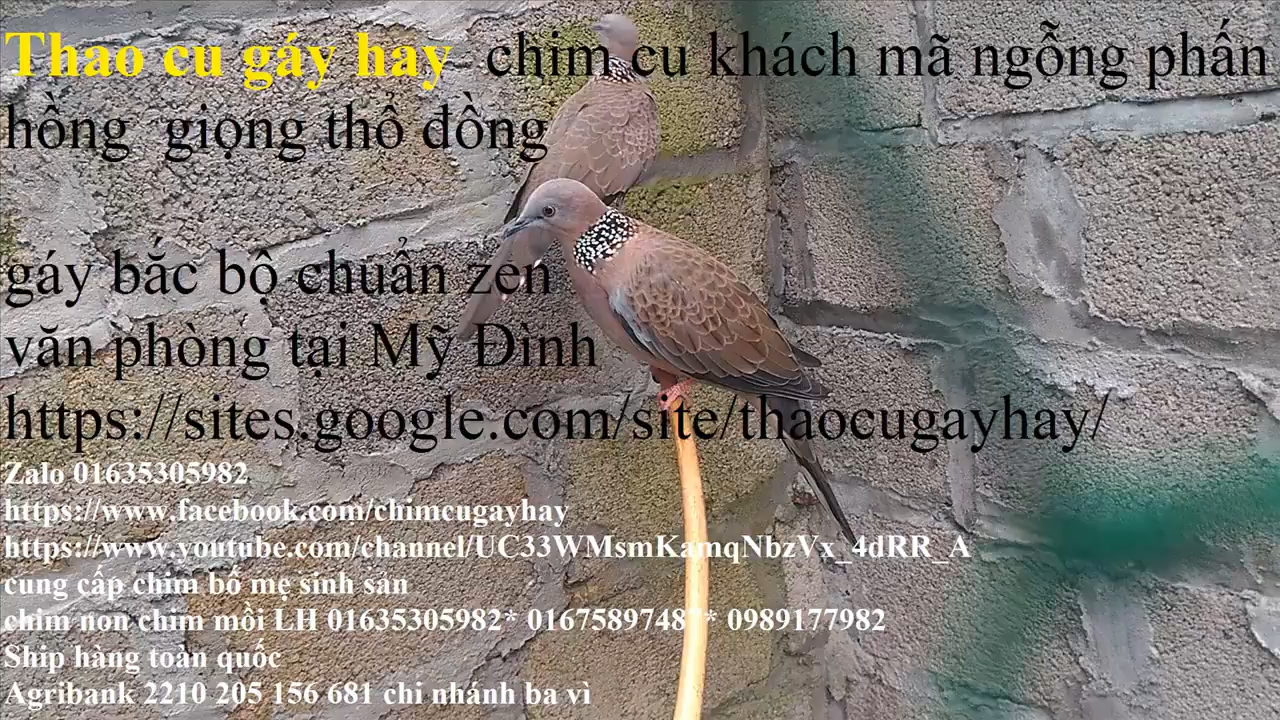 Thao cu gáy hay chim cu khách mã ngỗng phấn
hồng giọng thổ đồng
gáy bắc bộ chuẩn zen
văn phòng tại Mỹ Đình
https://sites.google.com/site/thaocugayhay/
Zalo 01635305982
https://www.facebook.com/chimcugayhay
https://www.youtube.com/channel/UC33WMsmKamqNbzVx_4dRR_A
cung cấp chim bố mẹ sinh sản
chim non chim mồi LH 01635305982* * 0989177982
Ship hàng toàn quốc
Agribank 2210 205 156 681 chi nhánh ba vì